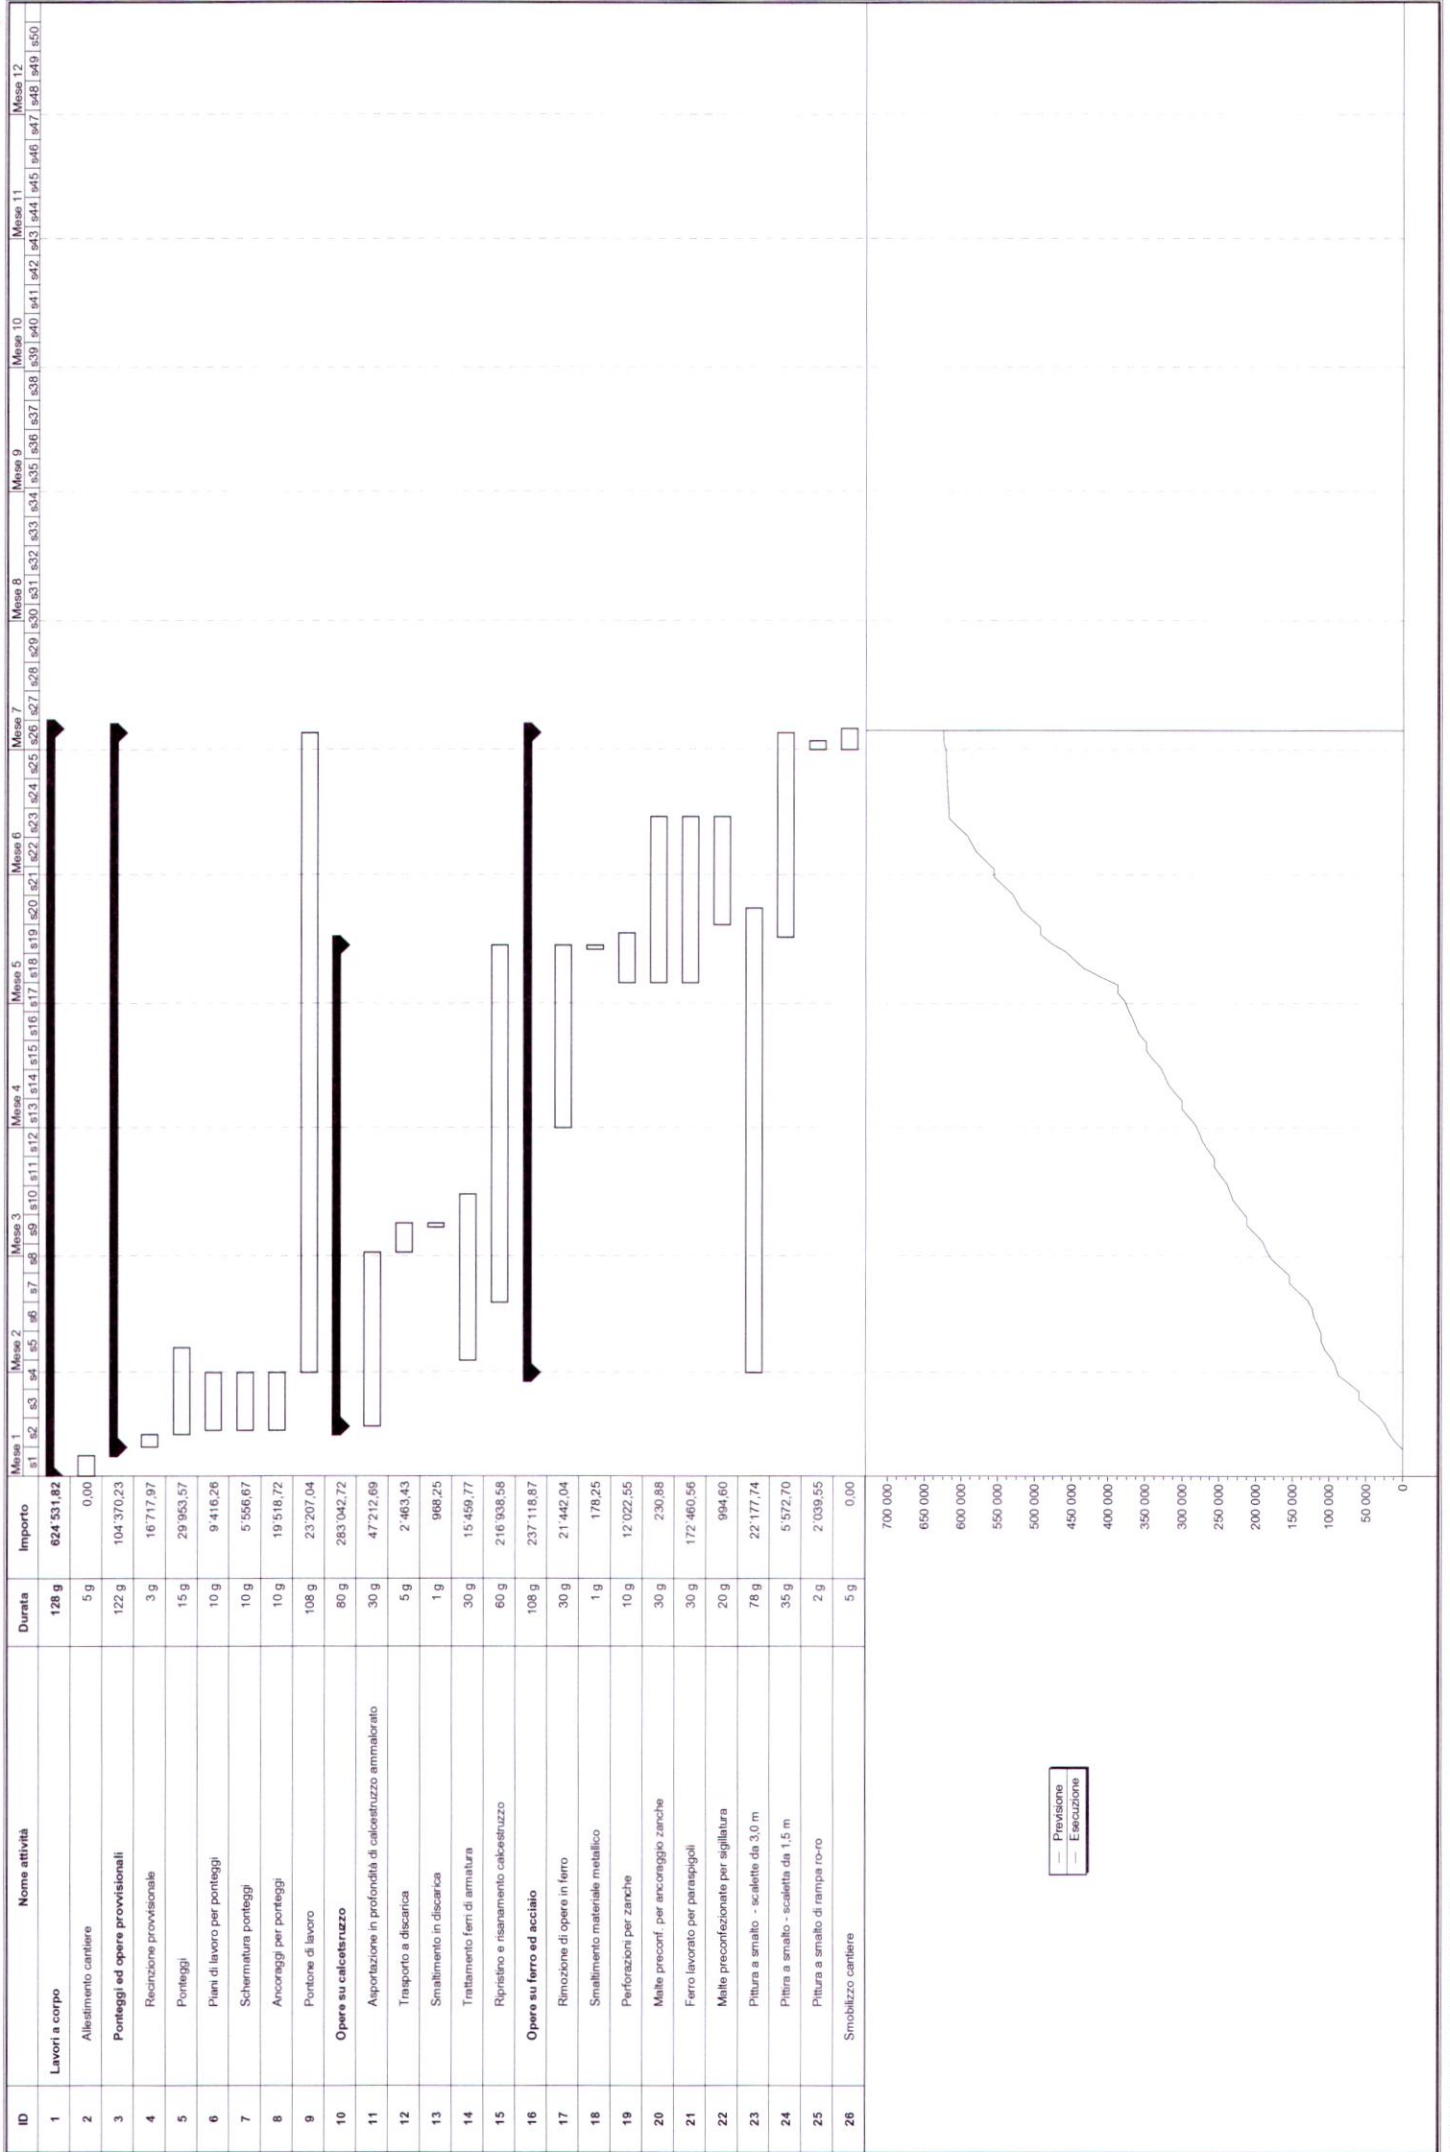 ID Nome attività Durata Importo Mese 1 Mese 2 Mese 3 Mese 4 Mese 5 Mese 6 Mese 7 Mese 8 Mese 9 Mese 10 Mese 11 Mese 12
s1 s2 s3 s4 s5 s6 s7 s8 s9 s10 s11 s12 s13 s14 s15 s16 s17 s18 s19 s20 s21 s22 s23 s24 s25 s26 s27 s28 s29 s30 s31 s32 s33 s34 s35 s36 s37 s38 s39 s40 s41 s42 s43 s44 s45 s46 s47 s48 s49 s50
1 Lavori a corpo 128 g 624'531,82
2 Allestimento cantiere 5 g 0,00
3 Ponteggi ed opere provvisionali 122 g 104'370,23
4 Recinzione provvisionale 3 g 16'717,97
5 Ponteggi 15 g 29'953,57
6 Piani di lavoro per ponteggi 10 g 9'416,26
7 Schermatura ponteggi 10 g 5'556,67
8 Ancoraggi per ponteggi 10 g 19'518,72
9 Pontone di lavoro 108 g 23'207,04
10 Opere su calcetsruzzo 80 g 283'042,72
11 Asportazione in profondità di calcestruzzo ammalorato 30 g 47'212,69
12 Trasporto a discarica 5 g 2'463,43
13 Smaltimento in discarica 1 g 968,25
14 Trattamento ferri di armatura 30 g 15'459,77
15 Ripristino e risanamento calcestruzzo 60 g 216'938,58
16 Opere su ferro ed acciaio 108 g 237'118,87
17 Rimozione di opere in ferro 30 g 21'442,04
18 Smaltimento materiale metallico 1 g 178,25
19 Perforazioni per zanche 10 g 12'022,55
20 Malte preconf. per ancoraggio zanche 30 g 230,88
21 Ferro lavorato per paraspigoli 30 g 172'460,56
22 Malte preconfezionate per sigillatura 20 g 994,60
23 Pittura a smalto - scalette da 3,0 m 78 g 22'177,74
24 Pittira a smalto - scaletta da 1,5 m 35 g 5'572,70
25 Pittura a smalto di rampa ro-ro 2 g 2'039,55
26 Smobilizzo cantiere 5 g 0,00
700 000
650 000
600 000
550 000
500 000
450 000
400 000
350 000
300 000
250 000
200 000
150 000
100 000
50 000
0
Previsione
Esecuzione